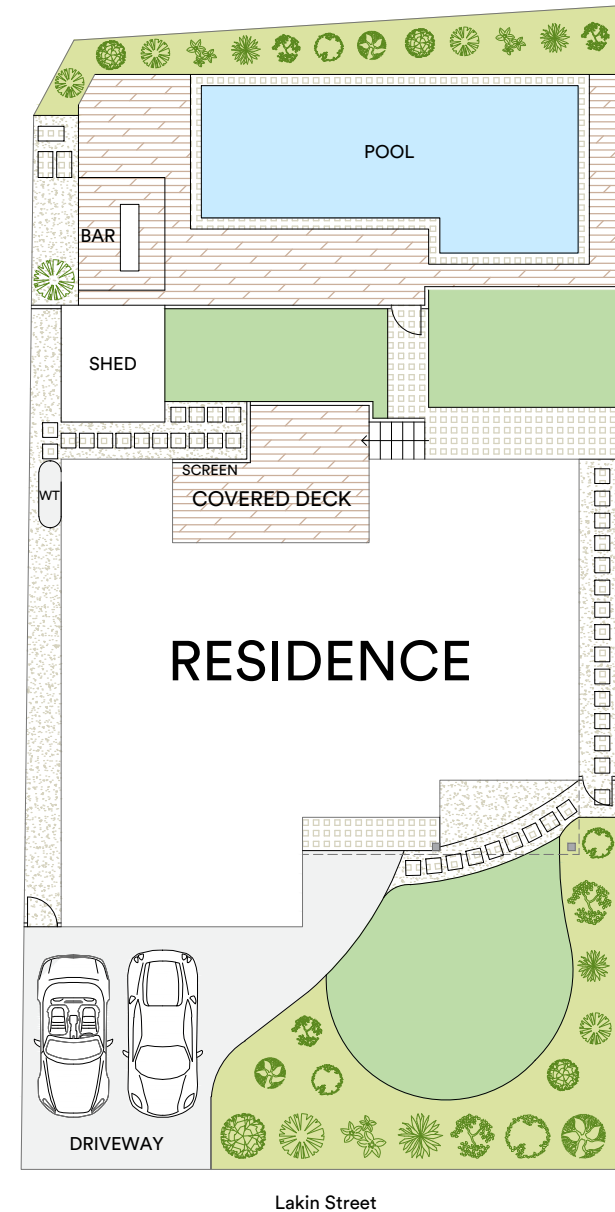 POOL
BAR
SHED
SCREEN
WT
COVERED DECK
RESIDENCE
DRIVEWAY
Lakin Street